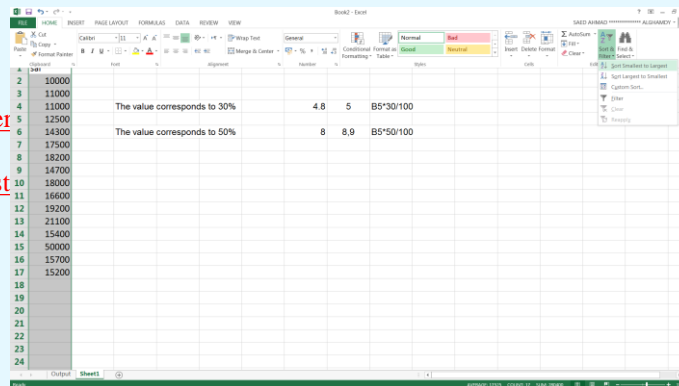 Book2 - Excel
FILE HOME INSERT PAGE LAYOUT FORMULAS DATA REVIEW VIEW
SAED AHMAD **************** ALGHAMDY
Cut
Copy
Format Painter
Paste
Calibri 11
Wrap Text
Merge & Center
General
Conditional Formatting
Format as Table
Normal Bad
Good Neutral
Insert Delete Format
AutoSum
Fill
Clear
Sort & Filter
Find & Select
Clipboard Font Alignment Number Styles Cells
Sort Smallest to Largest
Sort Largest to Smallest
Custom Sort...
Filter
Clear
Reapply
2 10000
3 11000
4 11000 The value corresponds to 30% 4.8 5 B5*30/100
5 12500
6 14300 The value corresponds to 50% 8 8,9 B5*50/100
7 17500
8 18200
9 14700
10 18000
11 16600
12 19200
13 21100
14 15400
15 50000
16 15700
17 15200
18
19
20
21
22
23
24
Output Sheet1